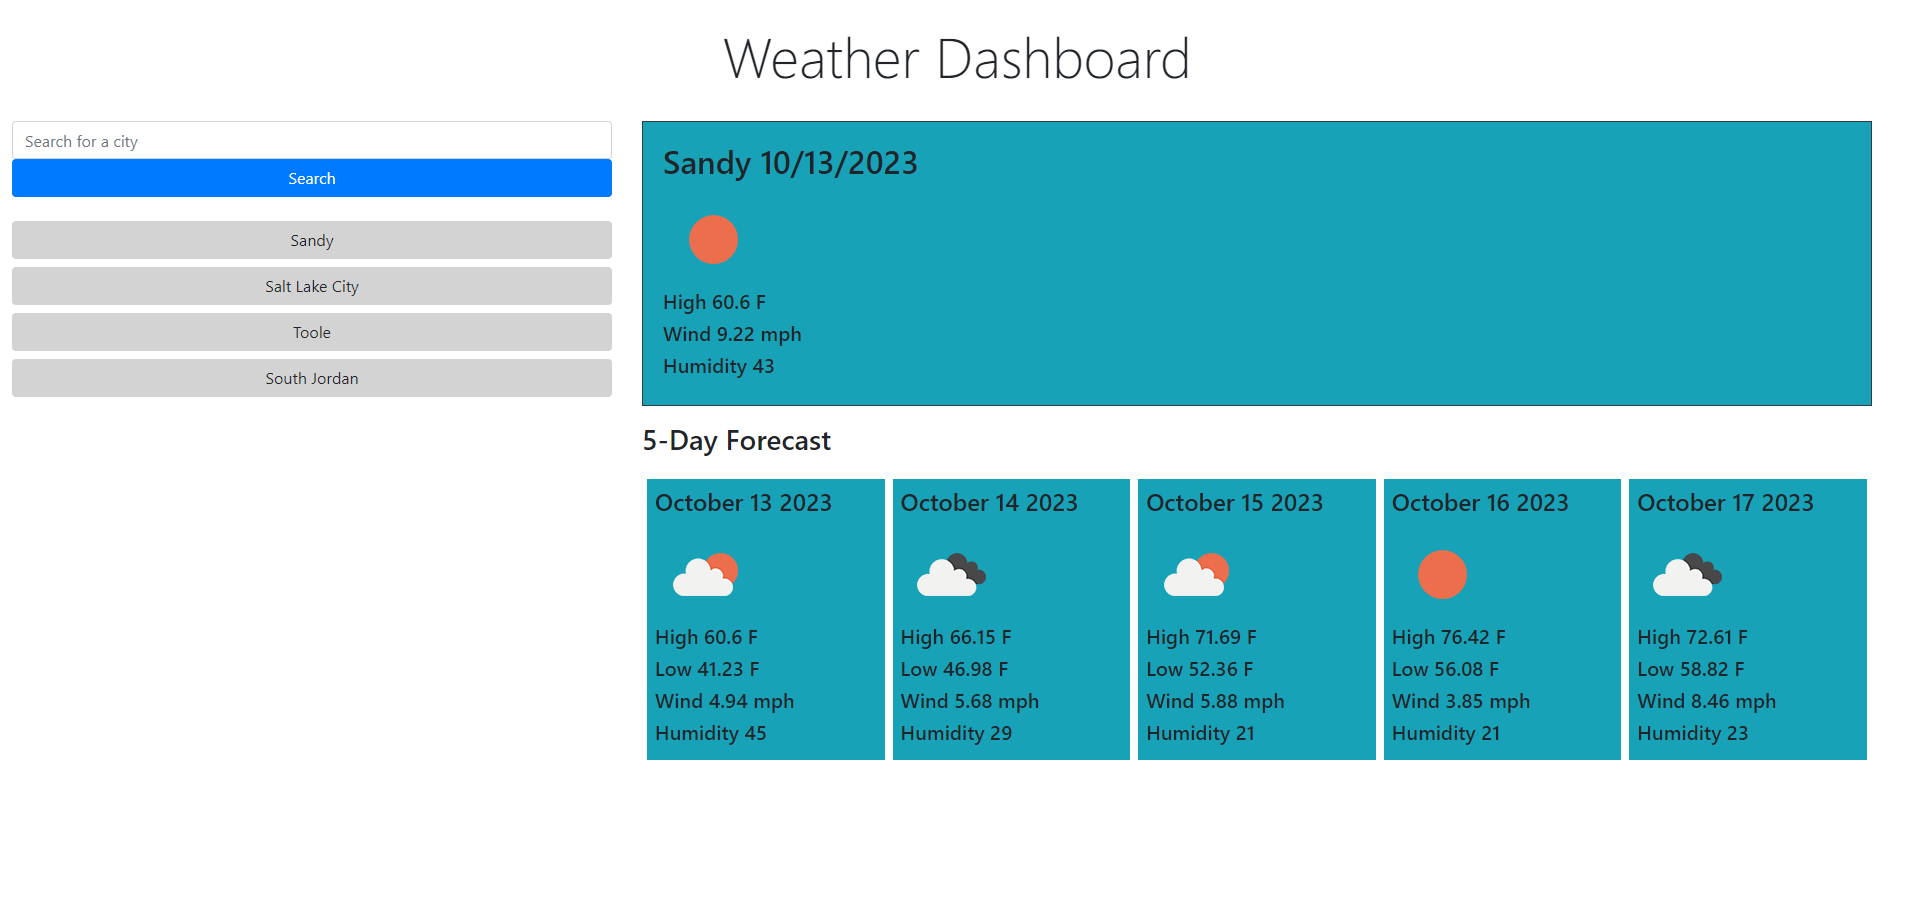 Weather Dashboard
Search for a city
Search
Sandy
Salt Lake City
Toole
South Jordan
Sandy 10/13/2023
High 60.6 F
Wind 9.22 mph
Humidity 43
5-Day Forecast
October 13 2023
High 60.6 F
Low 41.23 F
Wind 4.94 mph
Humidity 45
October 14 2023
High 66.15 F
Low 46.98 F
Wind 5.68 mph
Humidity 29
October 15 2023
High 71.69 F
Low 52.36 F
Wind 5.88 mph
Humidity 21
October 16 2023
High 76.42 F
Low 56.08 F
Wind 3.85 mph
Humidity 21
October 17 2023
High 72.61 F
Low 58.82 F
Wind 8.46 mph
Humidity 23